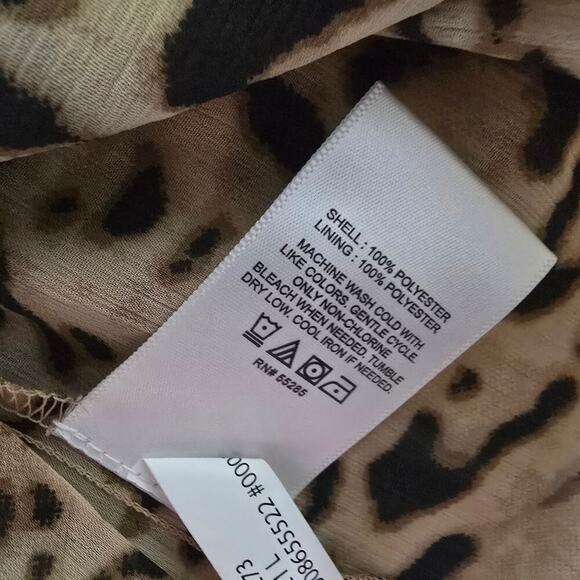 SHELL : 100% POLYESTER
LINING : 100% POLYESTER
MACHINE WASH COLD WITH
LIKE COLORS, GENTLE CYCLE.
ONLY NON-CHLORINE
BLEACH WHEN NEEDED. TUMBLE
DRY LOW. COOL IRON IF NEEDED.
RN# 55285